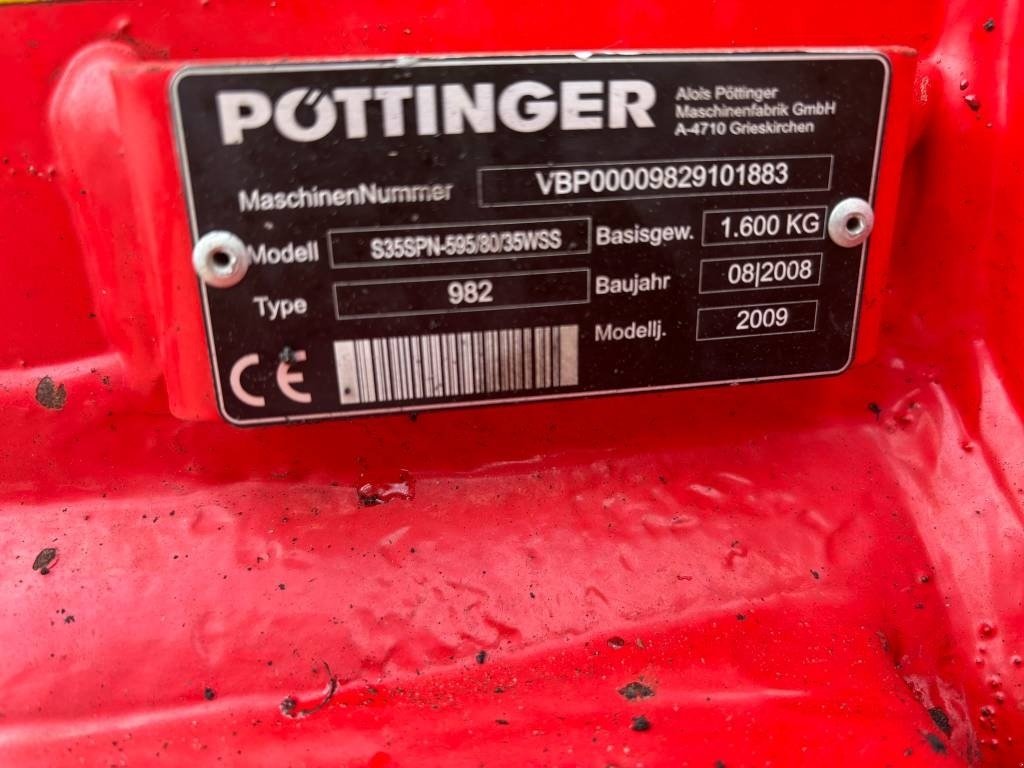 PÖTTINGER
Alois Pöttinger
Maschinenfabrik GmbH
A-4710 Grieskirchen
MaschinenNummer VBP00009829101883
Modell S35SPN-595/80/35WSS Basisgew. 1.600 KG
Type 982 Baujahr 08|2008
Modellj. 2009
CE